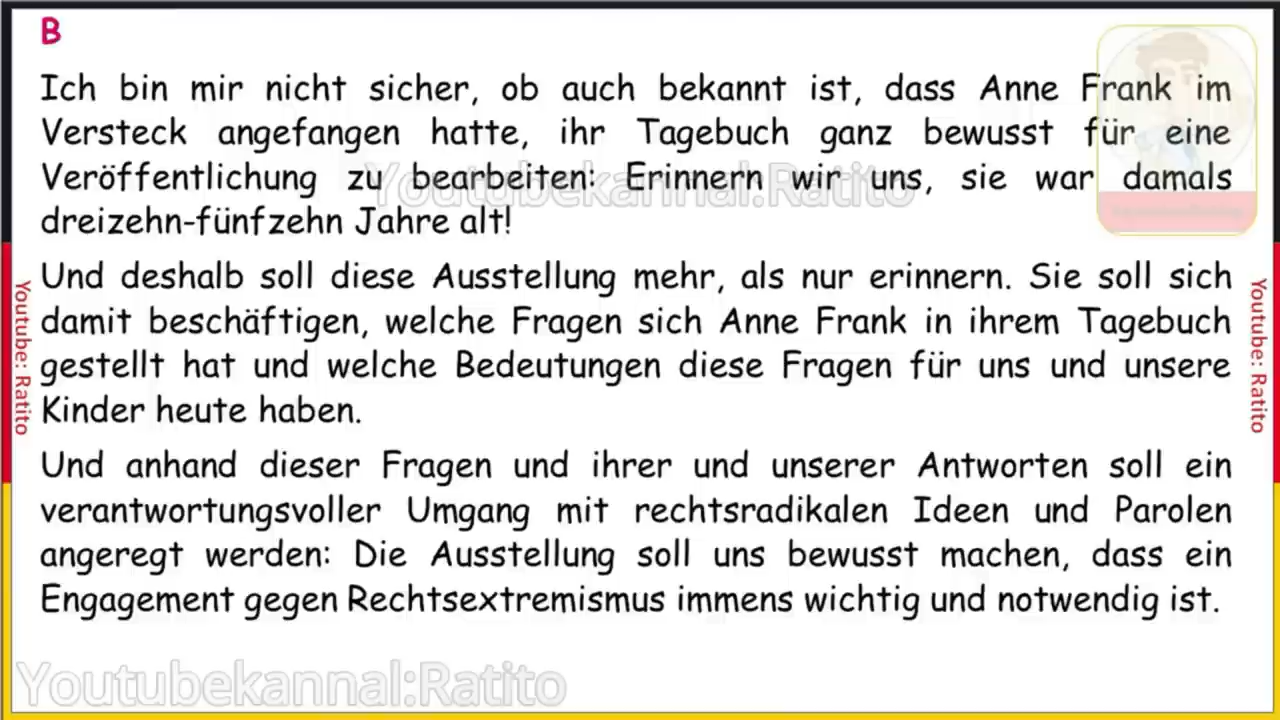 B
Ich bin mir nicht sicher, ob auch bekannt ist, dass Anne Frank im
Versteck angefangen hatte, ihr Tagebuch ganz bewusst für eine
Veröffentlichung zu bearbeiten: Erinnern wir uns, sie war damals
Youtubekannal:Ratito
dreizehn-fünfzehn Jahre alt!
Und deshalb soll diese Ausstellung mehr, als nur erinnern. Sie soll sich
damit beschäftigen, welche Fragen sich Anne Frank in ihrem Tagebuch
gestellt hat und welche Bedeutungen diese Fragen für uns und unsere
Kinder heute haben.
Und anhand dieser Fragen und ihrer und unserer Antworten soll ein
verantwortungsvoller Umgang mit rechtsradikalen Ideen und Parolen
angeregt werden: Die Ausstellung soll uns bewusst machen, dass ein
Engagement gegen Rechtsextremismus immens wichtig und notwendig ist.
Youtube: Ratito
Youtube: Ratito
Youtubekannal:Ratito